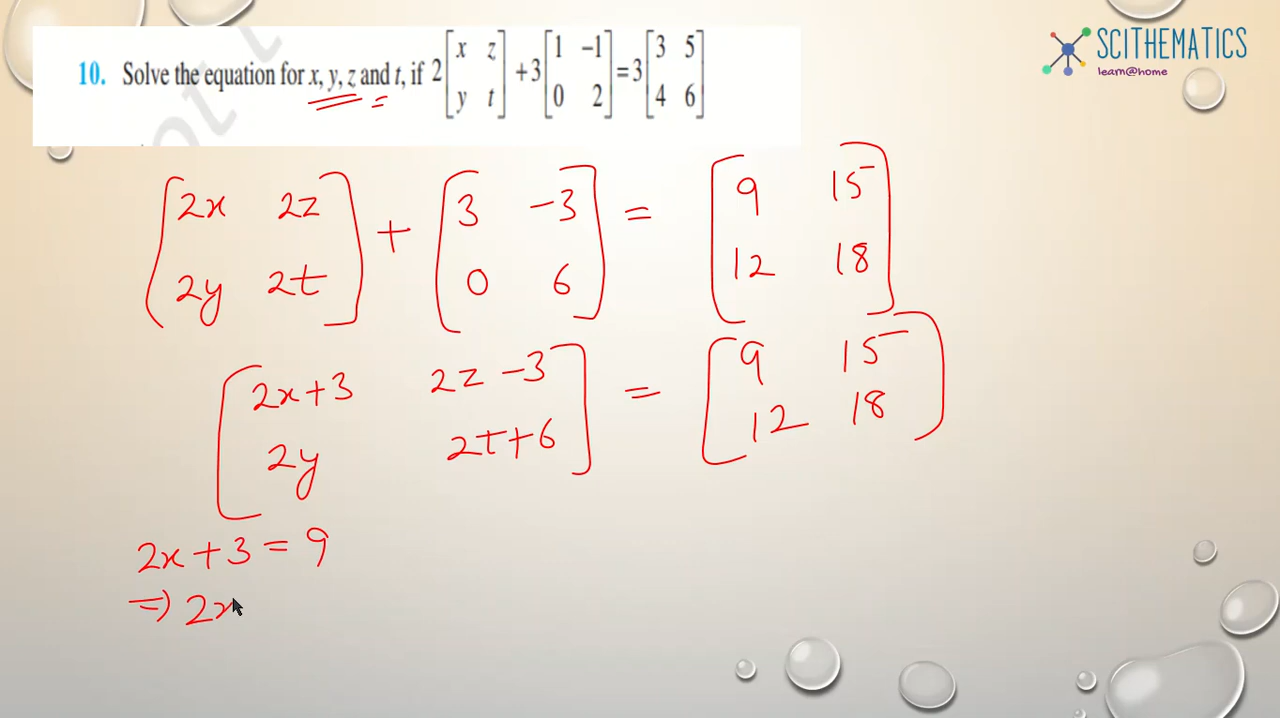 SCITHEMATICS
learn@home
10. Solve the equation for x, y, z and t, if 2 [x z; y t] + 3 [1 −1; 0 2] = 3 [3 5; 4 6]
[2x 2z; 2y 2t] + [3 −3; 0 6] = [9 15; 12 18]
[2x+3 2z−3; 2y 2t+6] = [9 15; 12 18]
2x + 3 = 9
⇒ 2x